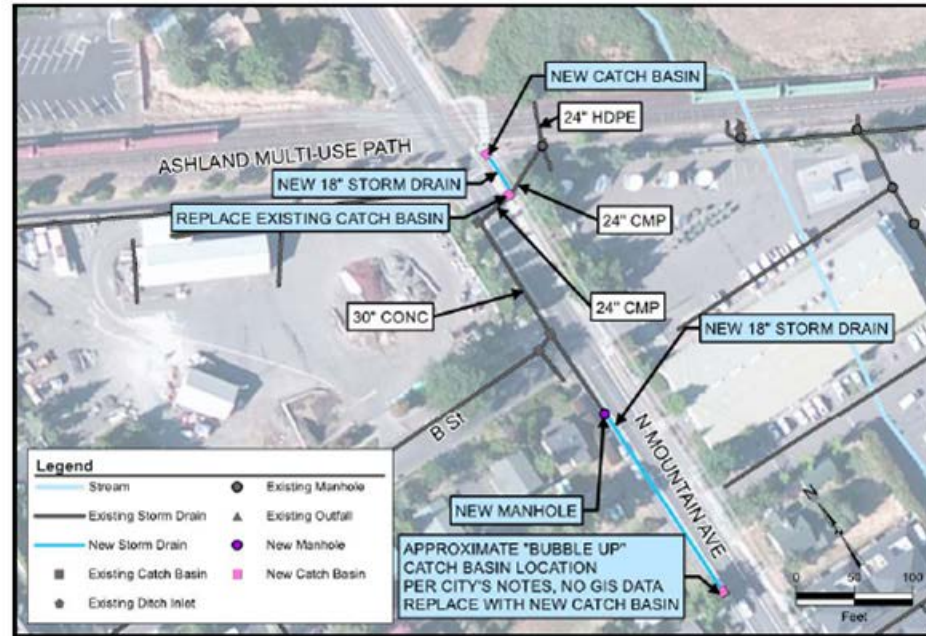 NEW CATCH BASIN
24" HDPE
ASHLAND MULTI-USE PATH
NEW 18" STORM DRAIN
REPLACE EXISTING CATCH BASIN
24" CMP
30" CONC
24" CMP
NEW 18" STORM DRAIN
B St
N MOUNTAIN AVE
NEW MANHOLE
APPROXIMATE "BUBBLE UP"
CATCH BASIN LOCATION
PER CITY'S NOTES, NO GIS DATA
REPLACE WITH NEW CATCH BASIN
Legend
Stream
Existing Manhole
Existing Storm Drain
Existing Outfall
New Storm Drain
New Manhole
Existing Catch Basin
New Catch Basin
Existing Ditch Inlet
N
0 50 100
Feet